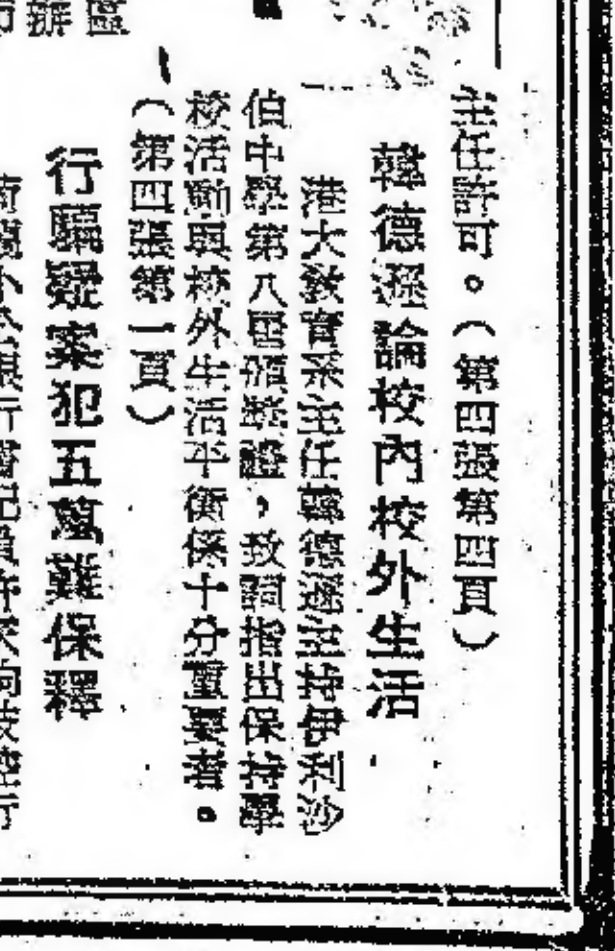 主任許可。（第四張第四頁）
韓德遜論校內校外生活
港大教育系主任韓德遜主持伊利沙
伯中學第八屆頒獎證，致詞指出保持學
校活動與校外生活平衡係十分重要者。
（第四張第一頁）
行騙疑案犯五萬難保釋
區
辦